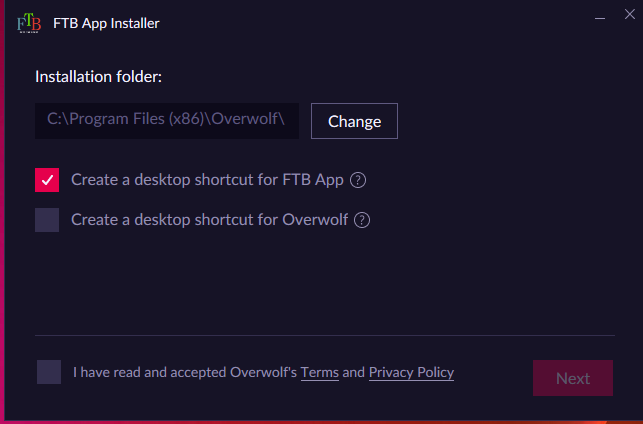 FTB
FTB App Installer
Installation folder:
C:\Program Files (x86)\Overwolf\
Change
Create a desktop shortcut for FTB App ?
Create a desktop shortcut for Overwolf ?
I have read and accepted Overwolf's Terms and Privacy Policy
Next